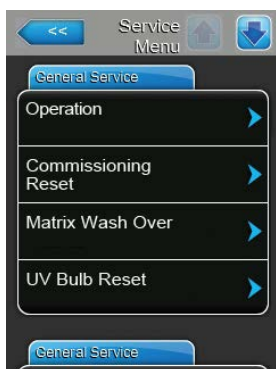 <<
Service
Menu
General Service
Operation
Commissioning
Reset
Matrix Wash Over
UV Bulb Reset
General Service